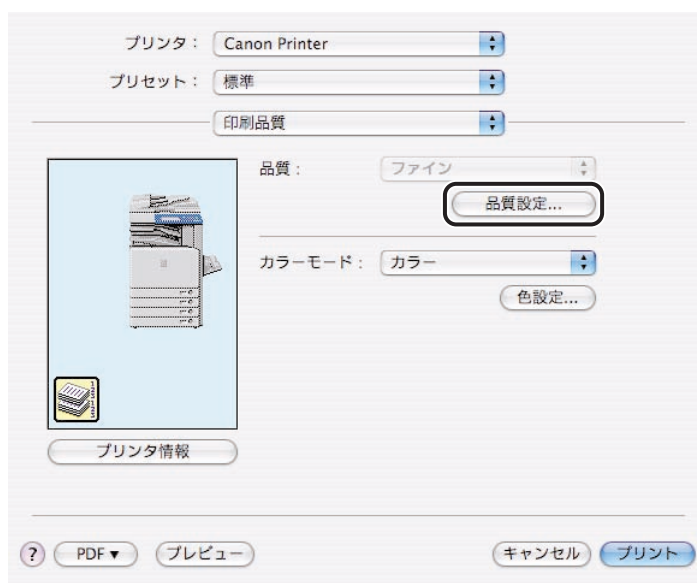 プリンタ： Canon Printer
プリセット： 標準
印刷品質
品質： ファイン
品質設定...
カラーモード： カラー
色設定...
プリンタ情報
? PDF▼ プレビュー キャンセル プリント